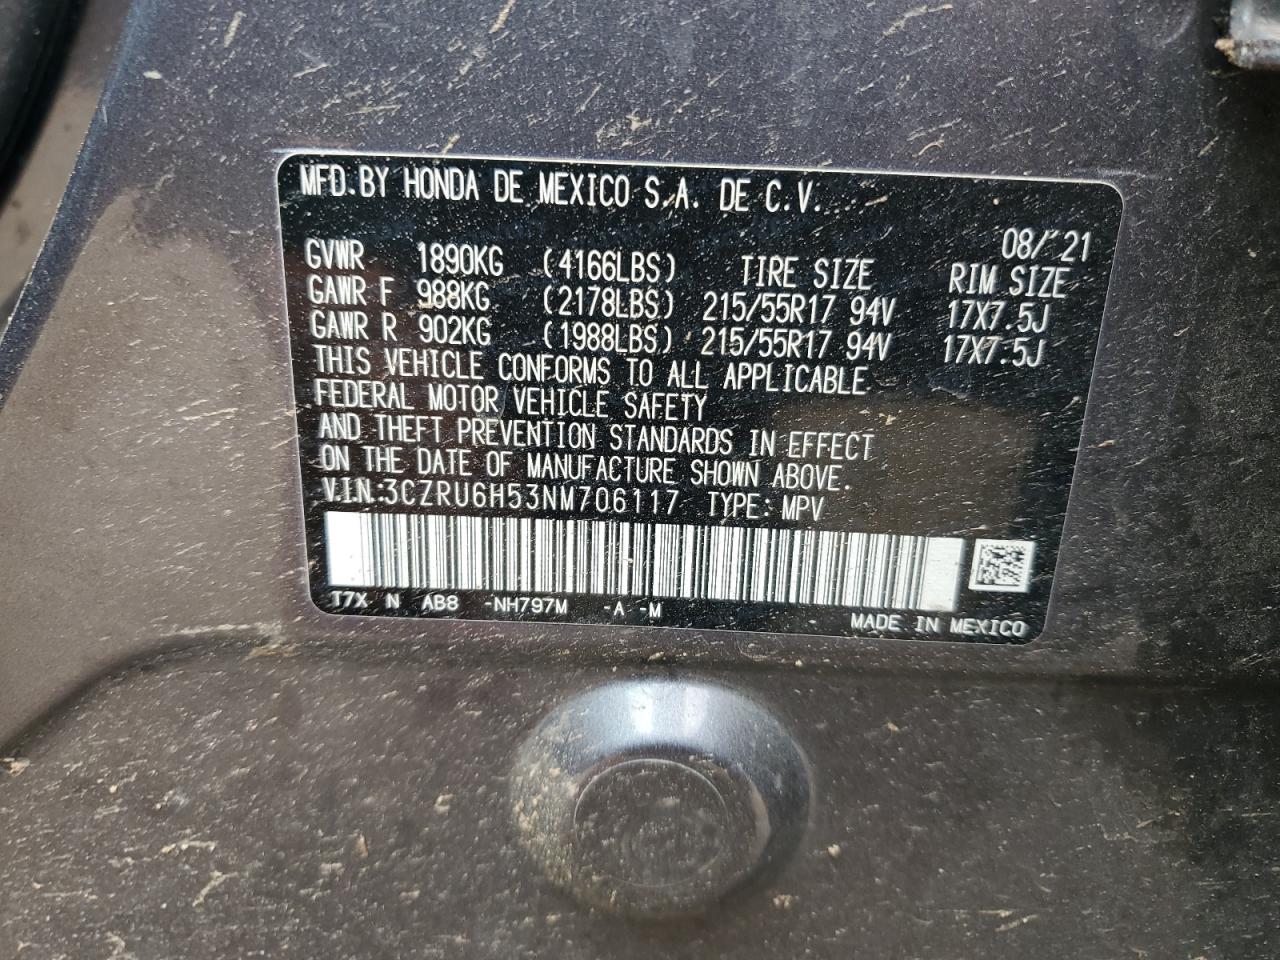 MFD.BY HONDA DE MEXICO S.A. DE C.V.
08/'21
GVWR 1890KG (4166LBS) TIRE SIZE RIM SIZE
GAWR F 988KG (2178LBS) 215/55R17 94V 17X7.5J
GAWR R 902KG (1988LBS) 215/55R17 94V 17X7.5J
THIS VEHICLE CONFORMS TO ALL APPLICABLE
FEDERAL MOTOR VEHICLE SAFETY
AND THEFT PREVENTION STANDARDS IN EFFECT
ON THE DATE OF MANUFACTURE SHOWN ABOVE.
V.I.N.:3CZRU6H53NM706117 TYPE: MPV
T7X N AB8 -NH797M -A -M
MADE IN MEXICO